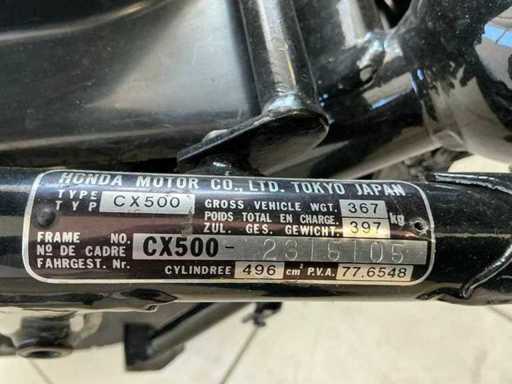 HONDA MOTOR CO., LTD. TOKYO JAPAN
TYPE TYP CX500 GROSS VEHICLE WGT. 367
POIDS TOTAL EN CHARGE. kg
ZUL. GES. GEWICHT. 397
FRAME NO.
Nº DE CADRE CX500-2316105
FAHRGEST. Nr.
CYLINDREE 496 cm³ P.V.A. 77.6548